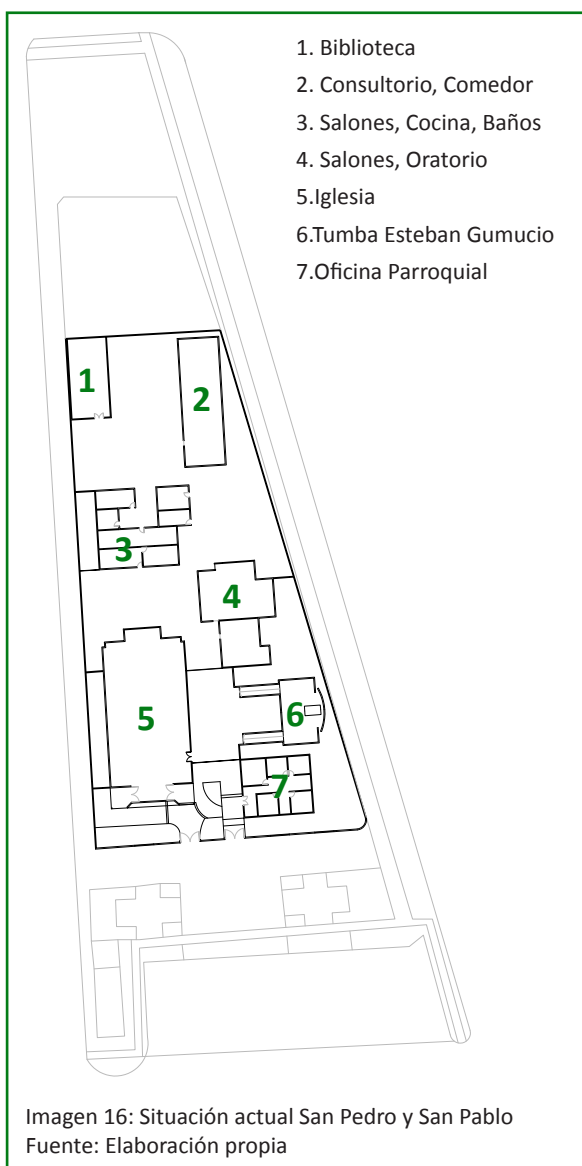 1. Biblioteca
2. Consultorio, Comedor
3. Salones, Cocina, Baños
4. Salones, Oratorio
5.Iglesia
6.Tumba Esteban Gumucio
7.Oficina Parroquial
1
2
3
4
5
6
7
Imagen 16: Situación actual San Pedro y San Pablo
Fuente: Elaboración propia